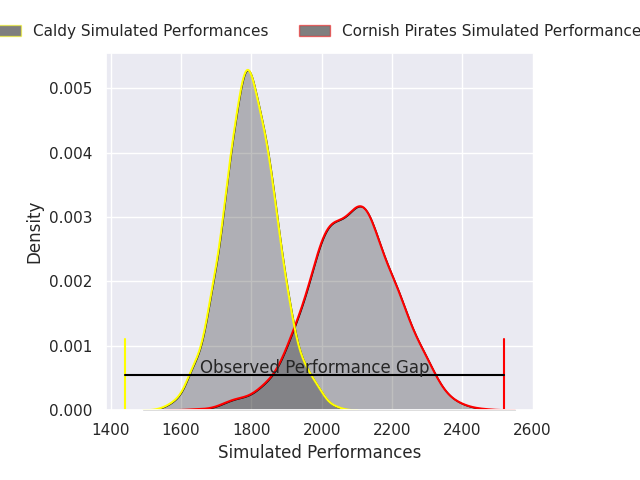 Caldy Simulated Performances Cornish Pirates Simulated Performance
0.005
0.004
0.003
0.002
0.001
0.000
Density
Observed Performance Gap
1400 1600 1800 2000 2200 2400 2600
Simulated Performances